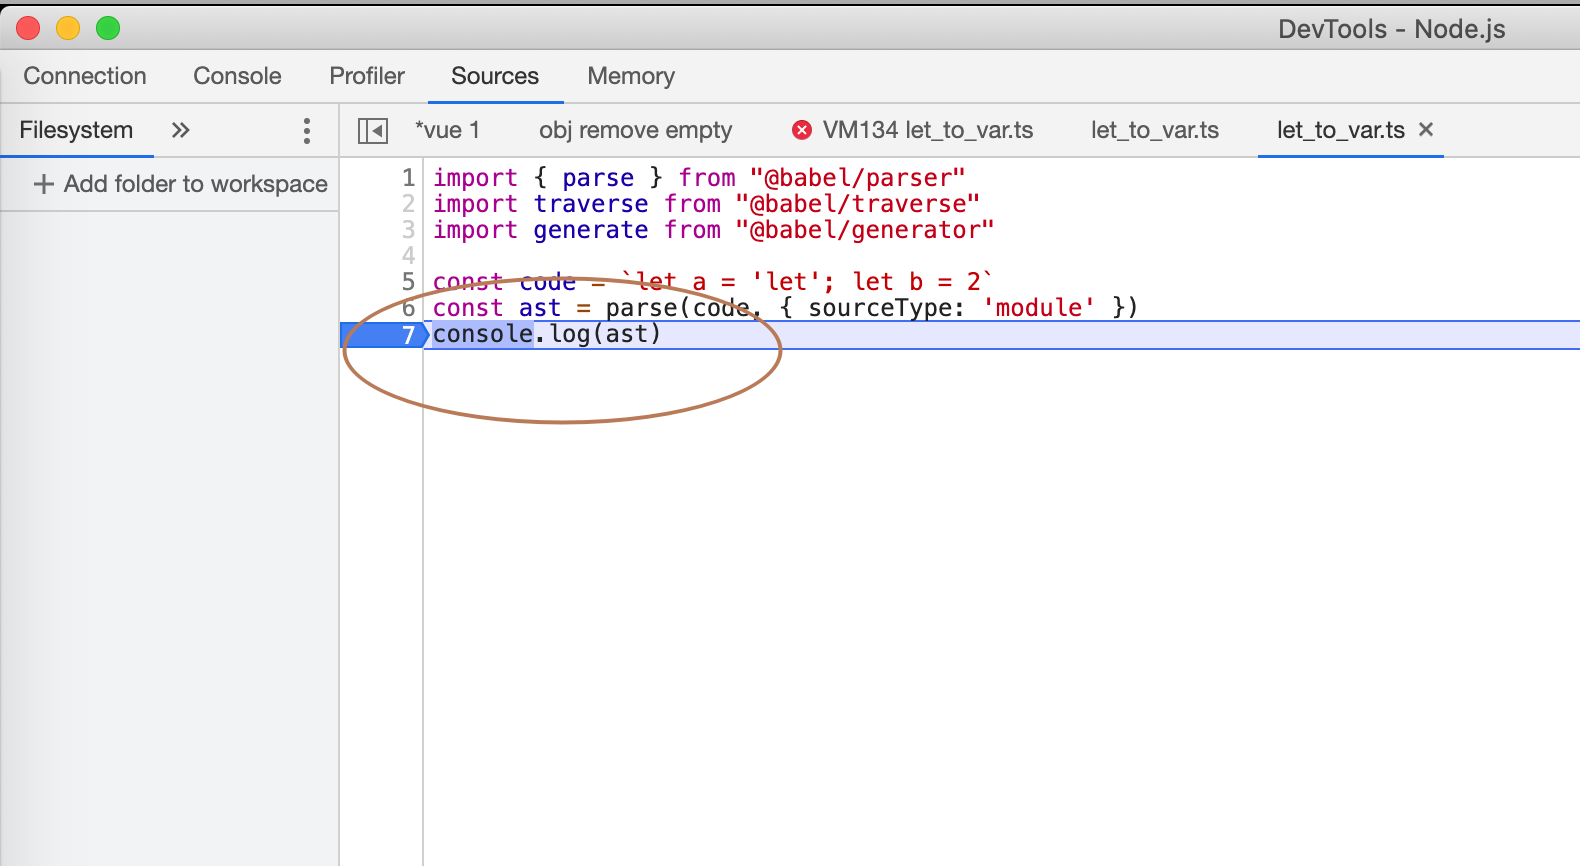 DevTools - Node.js
Connection Console Profiler Sources Memory
Filesystem
*vue 1 obj remove empty VM134 let_to_var.ts let_to_var.ts let_to_var.ts
Add folder to workspace
1 import { parse } from "@babel/parser"
2 import traverse from "@babel/traverse"
3 import generate from "@babel/generator"
4
5 const code = `let a = 'let'; let b = 2`
6 const ast = parse(code, { sourceType: 'module' })
7 console.log(ast)